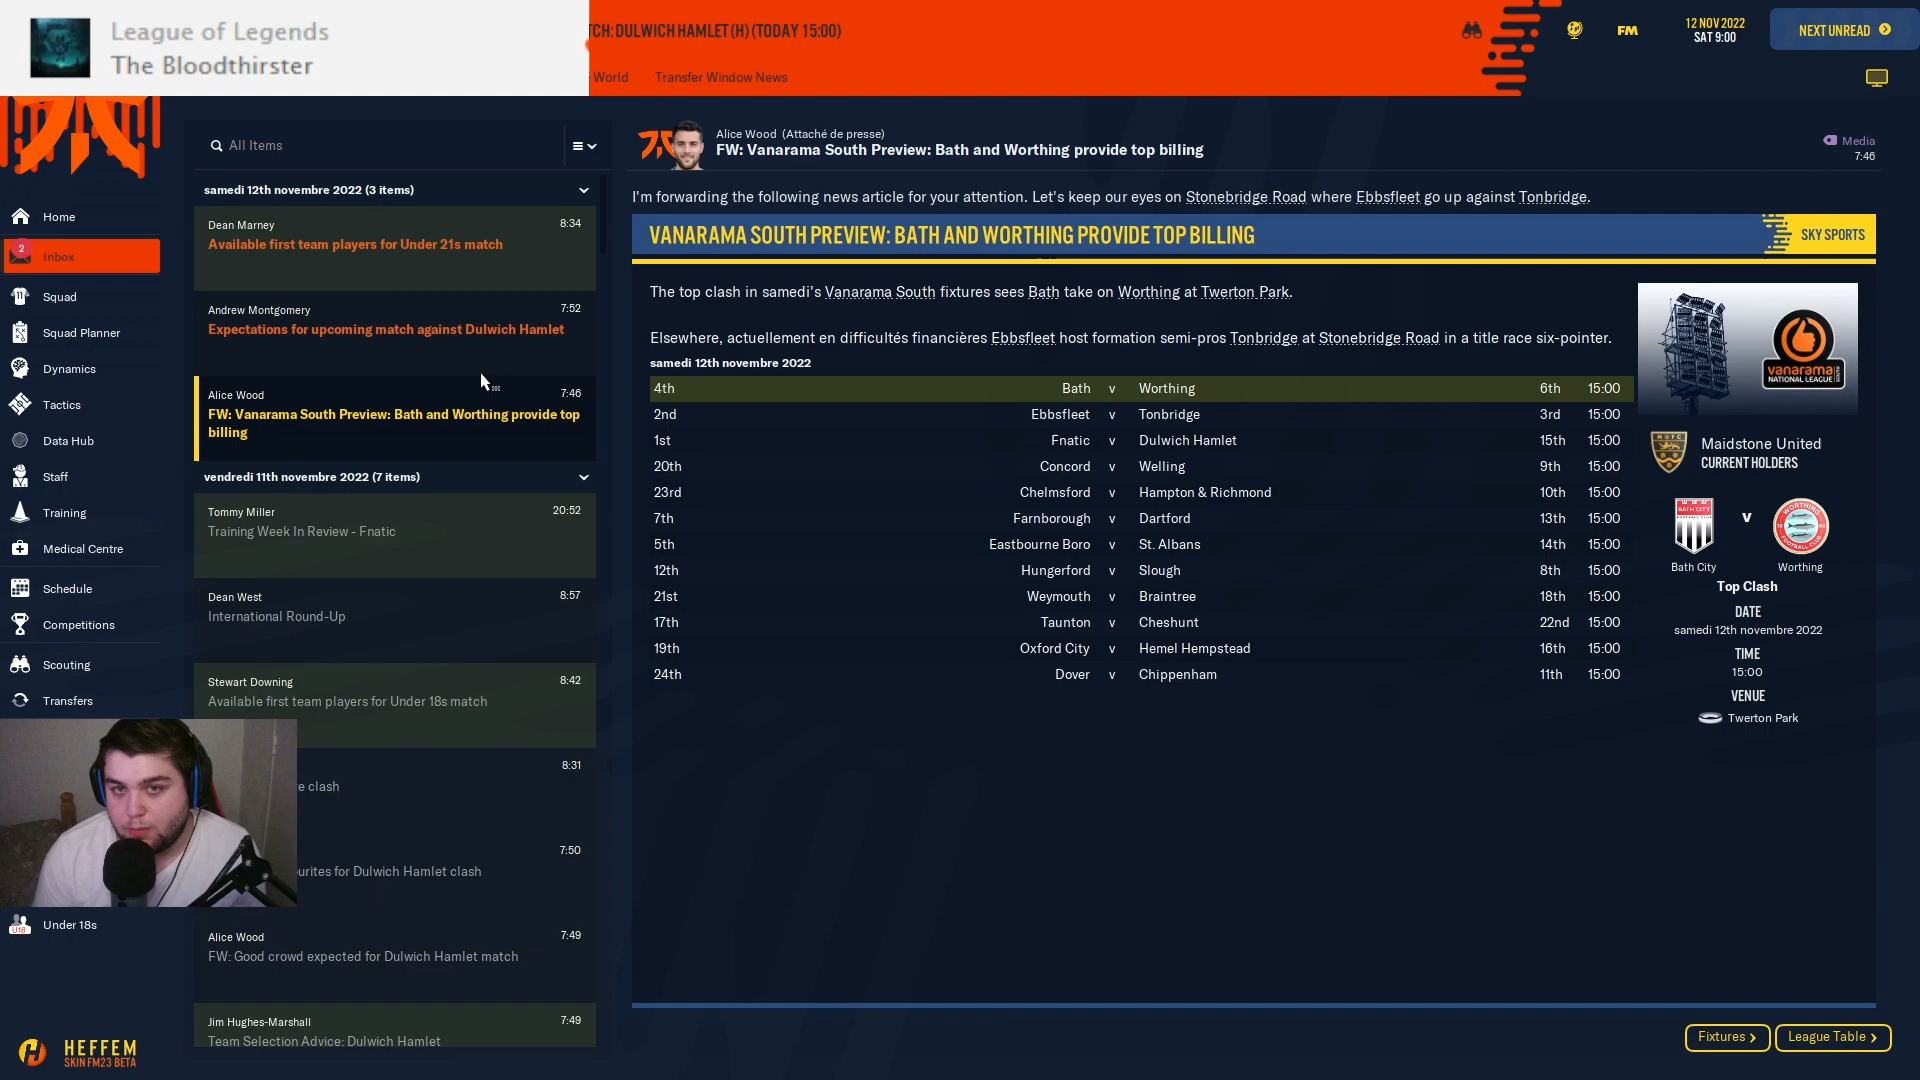 League of Legends
The Bloodthirster
TCH: DULWICH HAMLET (H) (TODAY 15:00)
World
Transfer Window News
FM
12 NOV 2022
SAT 9:00
NEXT UNREAD
Home
2
Inbox
Squad
Squad Planner
Dynamics
Tactics
Data Hub
Staff
Training
Medical Centre
Schedule
Competitions
Scouting
Transfers
U18
Under 18s
HEFFEM
SKIN FM23 BETA
All Items
samedi 12th novembre 2022 (3 items)
Dean Marney 8:34
Available first team players for Under 21s match
Andrew Montgomery 7:52
Expectations for upcoming match against Dulwich Hamlet
Alice Wood 7:46
FW: Vanarama South Preview: Bath and Worthing provide top
billing
vendredi 11th novembre 2022 (7 items)
Tommy Miller 20:52
Training Week In Review - Fnatic
Dean West 8:57
International Round-Up
Stewart Downing 8:42
Available first team players for Under 18s match
8:31
e clash
7:50
urites for Dulwich Hamlet clash
Alice Wood 7:49
FW: Good crowd expected for Dulwich Hamlet match
Jim Hughes-Marshall 7:49
Team Selection Advice: Dulwich Hamlet
Alice Wood (Attaché de presse)
FW: Vanarama South Preview: Bath and Worthing provide top billing
Media
7:46
I'm forwarding the following news article for your attention. Let's keep our eyes on Stonebridge Road where Ebbsfleet go up against Tonbridge.
VANARAMA SOUTH PREVIEW: BATH AND WORTHING PROVIDE TOP BILLING
SKY SPORTS
The top clash in samedi's Vanarama South fixtures sees Bath take on Worthing at Twerton Park.
Elsewhere, actuellement en difficultés financières Ebbsfleet host formation semi-pros Tonbridge at Stonebridge Road in a title race six-pointer.
samedi 12th novembre 2022
4th Bath v Worthing 6th 15:00
2nd Ebbsfleet v Tonbridge 3rd 15:00
1st Fnatic v Dulwich Hamlet 15th 15:00
20th Concord v Welling 9th 15:00
23rd Chelmsford v Hampton & Richmond 10th 15:00
7th Farnborough v Dartford 13th 15:00
5th Eastbourne Boro v St. Albans 14th 15:00
12th Hungerford v Slough 8th 15:00
21st Weymouth v Braintree 18th 15:00
17th Taunton v Cheshunt 22nd 15:00
19th Oxford City v Hemel Hempstead 16th 15:00
24th Dover v Chippenham 11th 15:00
vanarama
NATIONAL LEAGUE
Maidstone United
CURRENT HOLDERS
BATH CITY
v
Bath City
Worthing
Top Clash
DATE
samedi 12th novembre 2022
TIME
15:00
VENUE
Twerton Park
Fixtures
League Table